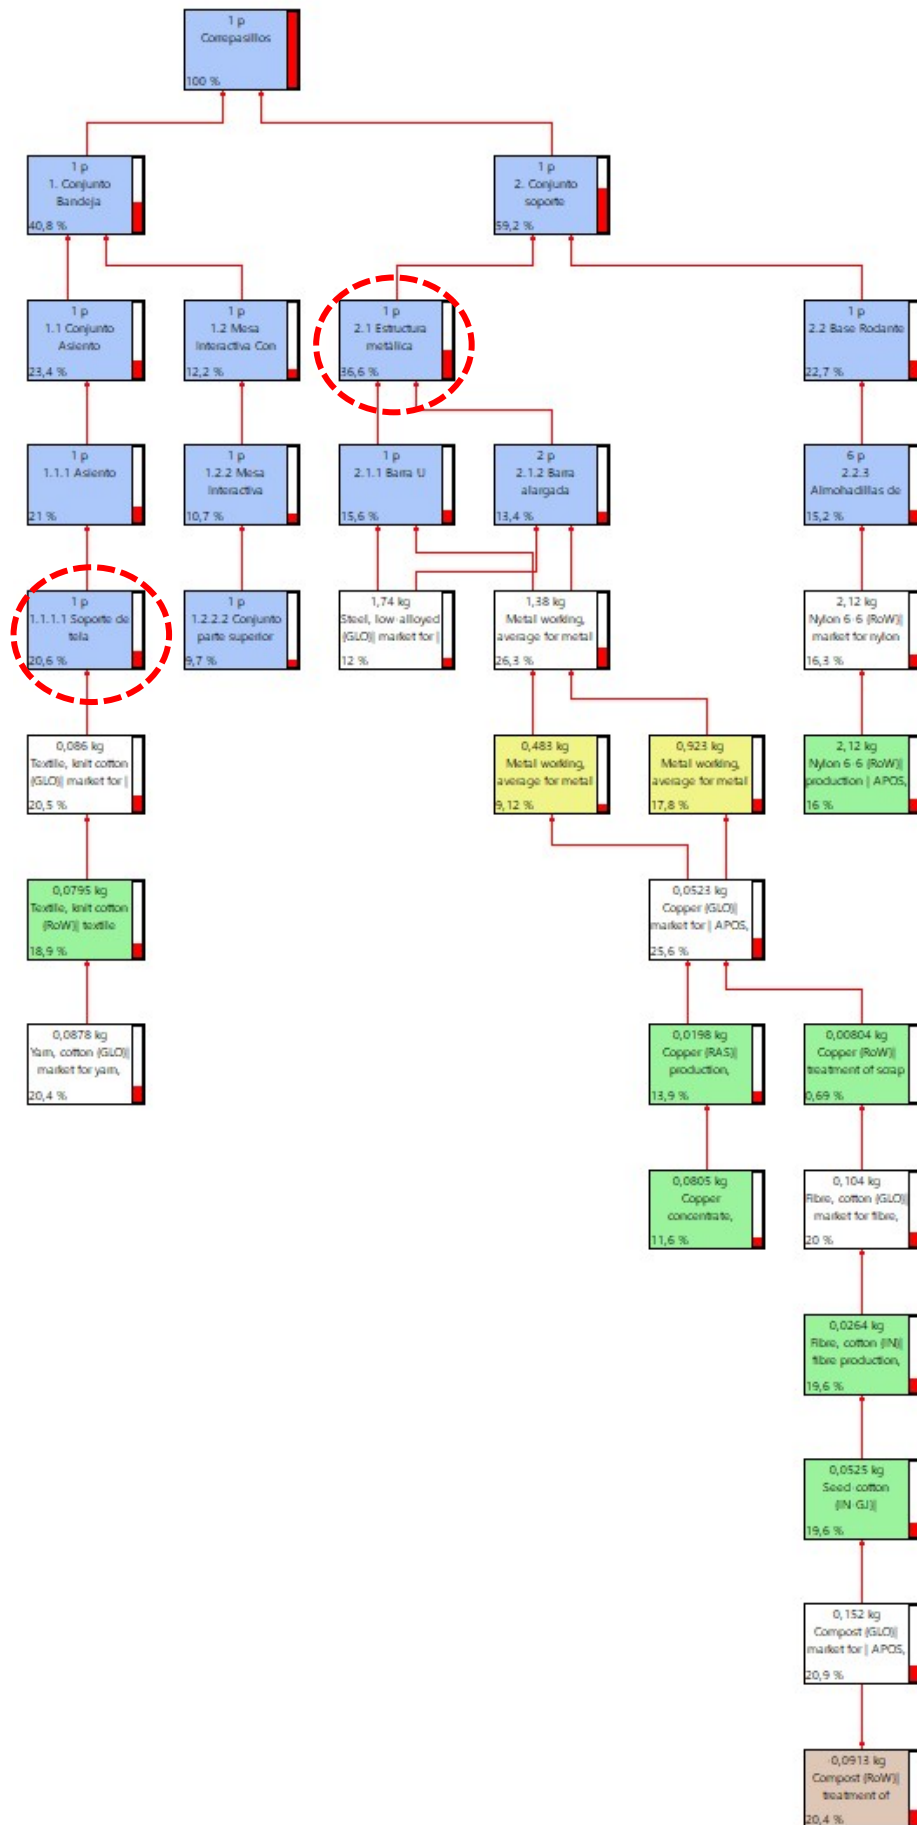 1 p
Correpasillos
100 %
1 p
1. Conjunto
Bandeja
40,8 %
1 p
2. Conjunto
soporte
59,2 %
1 p
1.1 Conjunto
Asiento
23,4 %
1 p
1.2 Mesa
Interactiva Con
12,2 %
1 p
2.1 Estructura
metálica
36,6 %
1 p
2.2 Base Rodante
22,7 %
1 p
1.1.1 Asiento
21 %
1 p
1.2.2 Mesa
Interactiva
10,7 %
1 p
2.1.1 Barra U
15,6 %
2 p
2.1.2 Barra
alargada
13,4 %
6 p
2.2.3
Almohadillas de
15,2 %
1 p
1.1.1.1 Soporte de
tela
20,6 %
1 p
1.2.2.2 Conjunto
parte superior
9,7 %
1,74 kg
Steel, low-alloyed
{GLO}| market for |
12 %
1,38 kg
Metal working,
average for metal
26,3 %
2,12 kg
Nylon 6-6 {RoW}|
market for nylon
16,3 %
0,086 kg
Textile, knit cotton
{GLO}| market for |
20,5 %
0,483 kg
Metal working,
average for metal
9,12 %
0,923 kg
Metal working,
average for metal
17,8 %
2,12 kg
Nylon 6-6 {RoW}|
production | APOS,
16 %
0,0795 kg
Textile, knit cotton
{RoW}| textile
18,9 %
0,0523 kg
Copper {GLO}|
market for | APOS,
25,6 %
0,0878 kg
Yarn, cotton {GLO}|
market for yarn,
20,4 %
0,0198 kg
Copper {RAS}|
production,
13,9 %
0,00804 kg
Copper {RoW}|
treatment of scrap
0,69 %
0,0805 kg
Copper
concentrate,
11,6 %
0,104 kg
Fibre, cotton {GLO}|
market for fibre,
20 %
0,0264 kg
Fibre, cotton {IN}|
fibre production,
19,6 %
0,0525 kg
Seed-cotton
{IN-GJ}|
19,6 %
0,152 kg
Compost {GLO}|
market for | APOS,
20,9 %
-0,0913 kg
Compost {RoW}|
treatment of
20,4 %